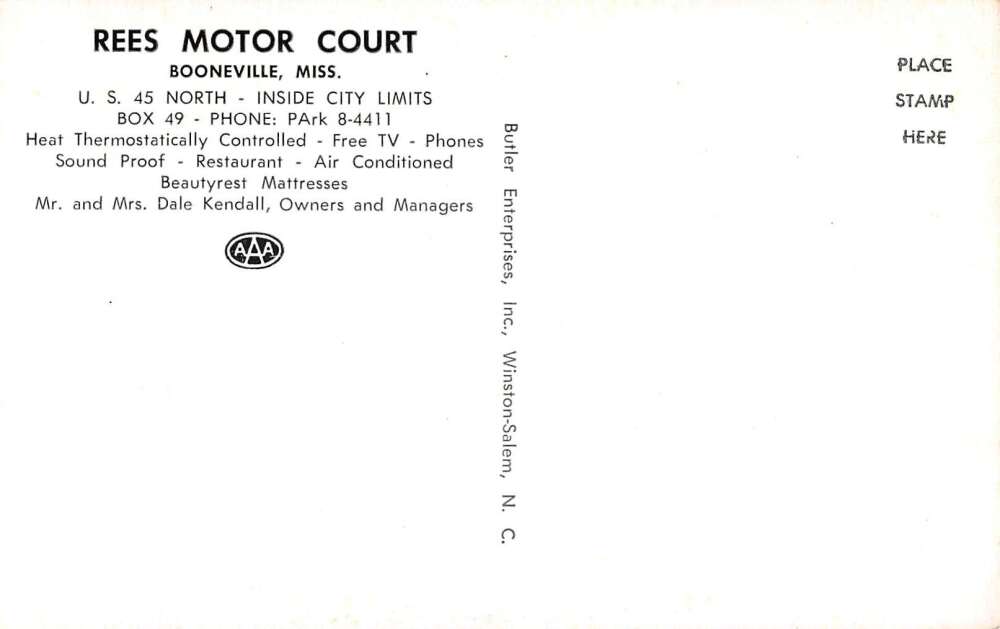 REES MOTOR COURT
BOONEVILLE, MISS.
U. S. 45 NORTH - INSIDE CITY LIMITS
BOX 49 - PHONE: PArk 8-4411
Heat Thermostatically Controlled - Free TV - Phones
Sound Proof - Restaurant - Air Conditioned
Beautyrest Mattresses
Mr. and Mrs. Dale Kendall, Owners and Managers
AAA
Butler Enterprises, Inc., Winston-Salem, N. C.
PLACE
STAMP
HERE